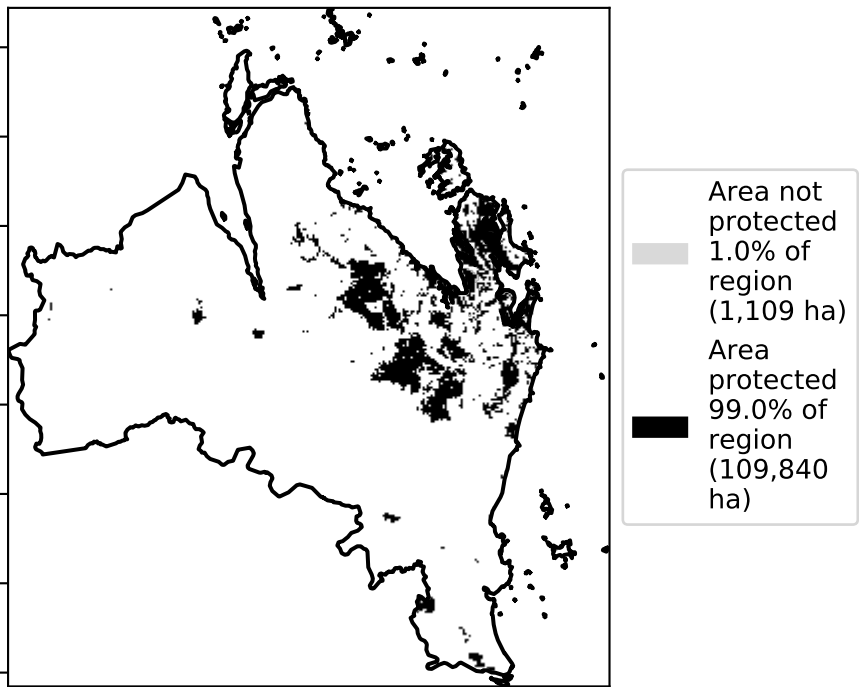 Area not
protected
1.0% of
region
(1,109 ha)
Area
protected
99.0% of
region
(109,840
ha)